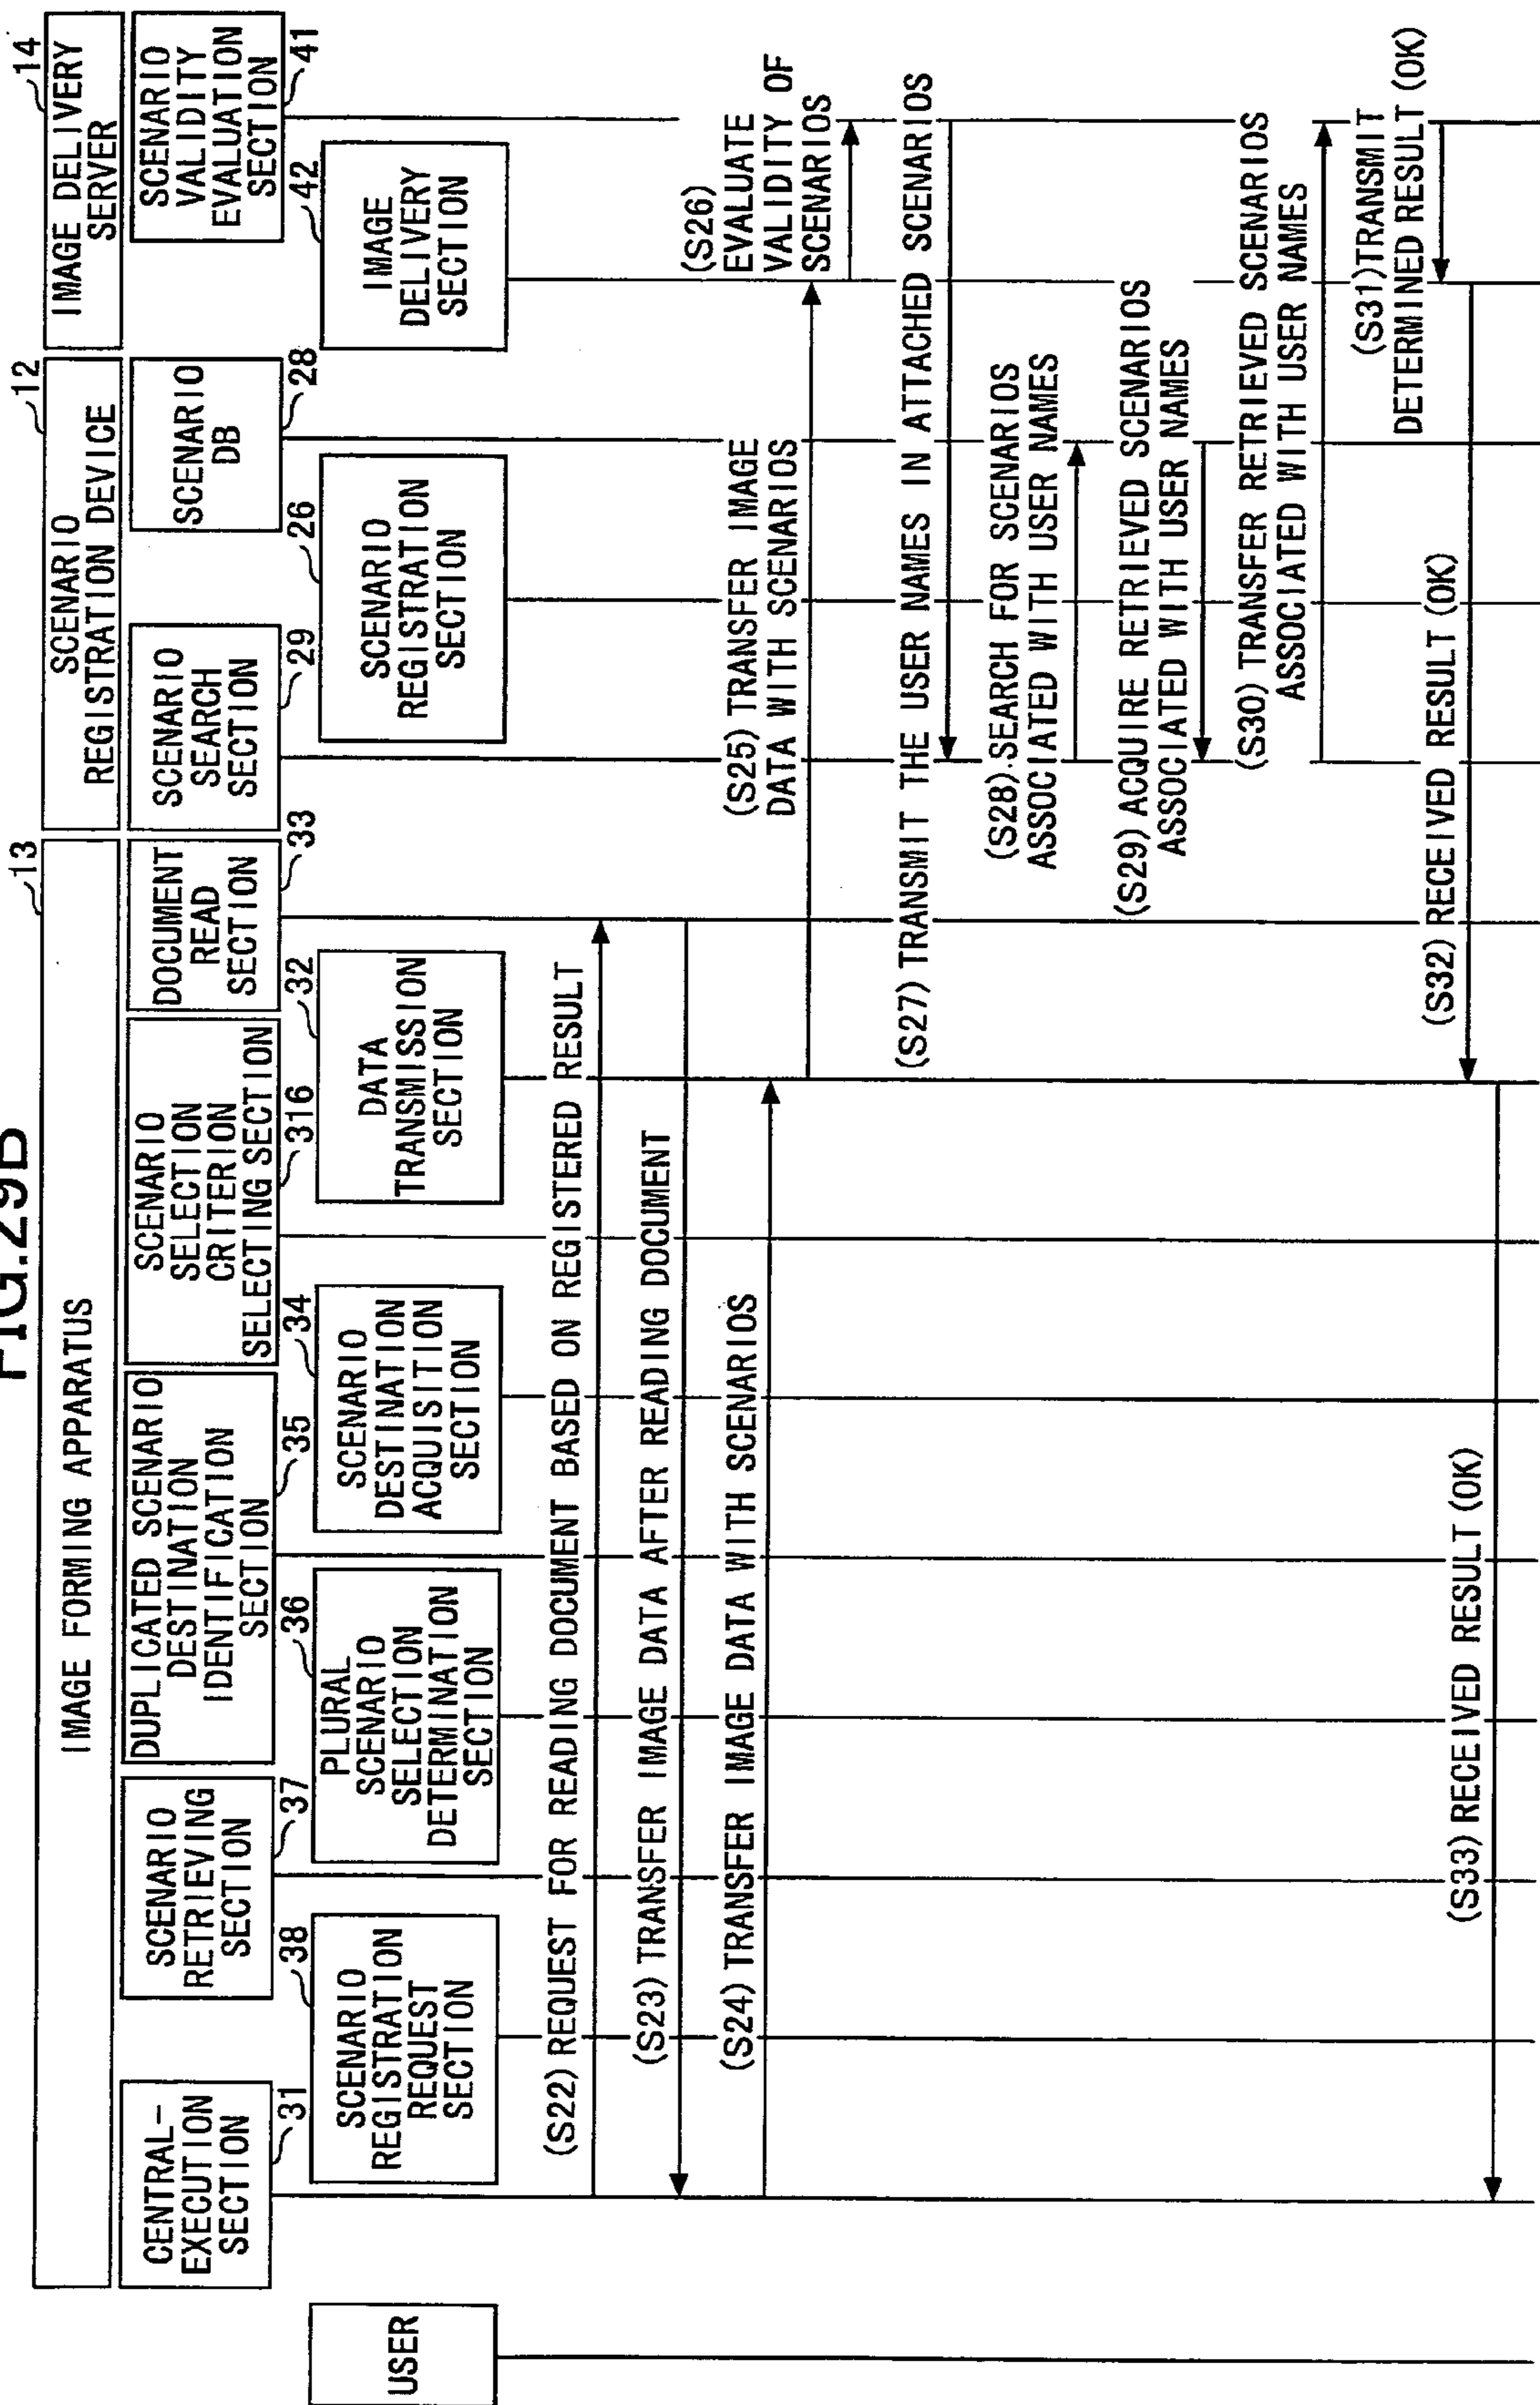 FIG.29B
IMAGE FORMING APPARATUS
13
SCENARIO
REGISTRATION DEVICE
12
IMAGE DELIVERY
SERVER
14
CENTRAL-
EXECUTION
SECTION
31
SCENARIO
RETRIEVING
SECTION
37
DUPLICATED SCENARIO
DESTINATION
IDENTIFICATION
SECTION
35
SCENARIO
SELECTION
CRITERION
SELECTING SECTION
316
DOCUMENT
READ
SECTION
33
SCENARIO
SEARCH
SECTION
29
SCENARIO
DB
28
SCENARIO
VALIDITY
EVALUATION
SECTION
41
USER
SCENARIO
REGISTRATION
REQUEST
SECTION
38
PLURAL
SCENARIO
SELECTION
DETERMINATION
SECTION
36
SCENARIO
DESTINATION
ACQUISITION
SECTION
34
DATA
TRANSMISSION
SECTION
32
SCENARIO
REGISTRATION
SECTION
26
IMAGE
DELIVERY
SECTION
42
(S22) REQUEST FOR READING DOCUMENT BASED ON REGISTERED RESULT
(S23) TRANSFER IMAGE DATA AFTER READING DOCUMENT
(S24) TRANSFER IMAGE DATA WITH SCENARIOS
(S25) TRANSFER IMAGE
DATA WITH SCENARIOS
(S26)
EVALUATE
VALIDITY OF
SCENARIOS
(S27) TRANSMIT THE USER NAMES IN ATTACHED SCENARIOS
(S28) SEARCH FOR SCENARIOS
ASSOCIATED WITH USER NAMES
(S29) ACQUIRE RETRIEVED SCENARIOS
ASSOCIATED WITH USER NAMES
(S30) TRANSFER RETRIEVED SCENARIOS
ASSOCIATED WITH USER NAMES
(S31) TRANSMIT
DETERMINED RESULT (OK)
(S32) RECEIVED RESULT (OK)
(S33) RECEIVED RESULT (OK)